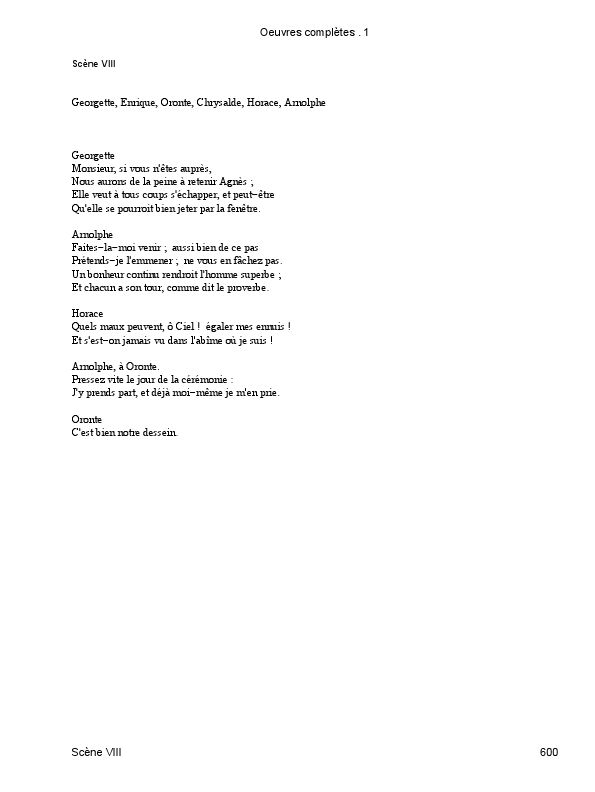 Oeuvres complètes . 1
Scène VIII
Georgette, Enrique, Oronte, Chrysalde, Horace, Arnolphe
Georgette
Monsieur, si vous n'êtes auprès,
Nous aurons de la peine à retenir Agnès ;
Elle veut à tous coups s'échapper, et peut−être
Qu'elle se pourroit bien jeter par la fenêtre.
Arnolphe
Faites−la−moi venir ; aussi bien de ce pas
Prétends−je l'emmener ; ne vous en fâchez pas.
Un bonheur continu rendroit l'homme superbe ;
Et chacun a son tour, comme dit le proverbe.
Horace
Quels maux peuvent, ô Ciel ! égaler mes ennuis !
Et s'est−on jamais vu dans l'abîme où je suis !
Arnolphe, à Oronte.
Pressez vite le jour de la cérémonie :
J'y prends part, et déjà moi−même je m'en prie.
Oronte
C'est bien notre dessein.
Scène VIII 600